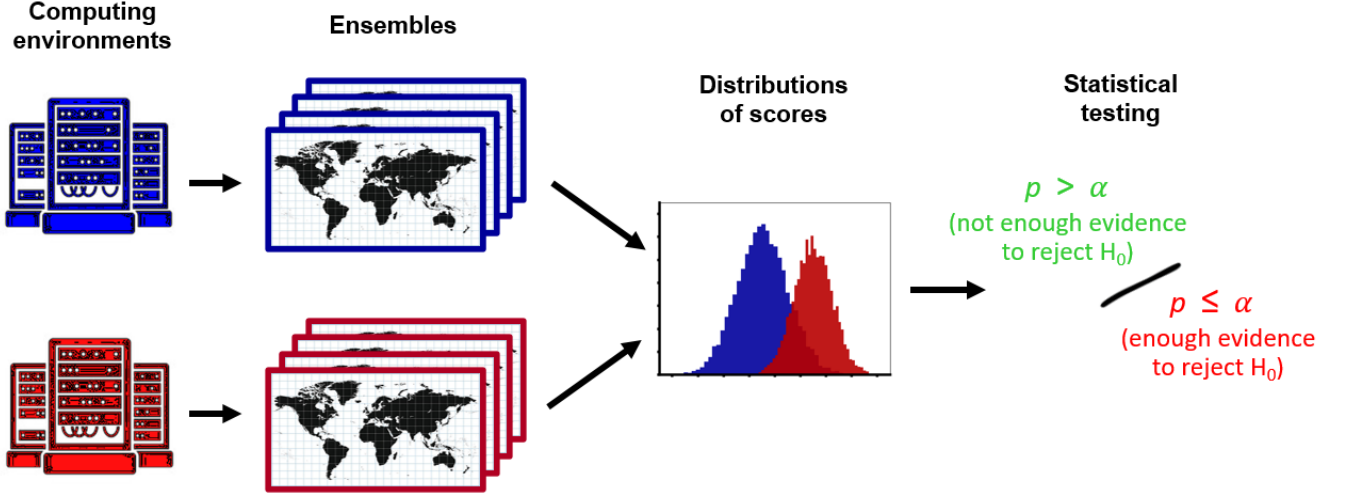 Computing
environments
Ensembles
Distributions
of scores
Statistical
testing
p > α
(not enough evidence
to reject H₀)
p ≤ α
(enough evidence
to reject H₀)